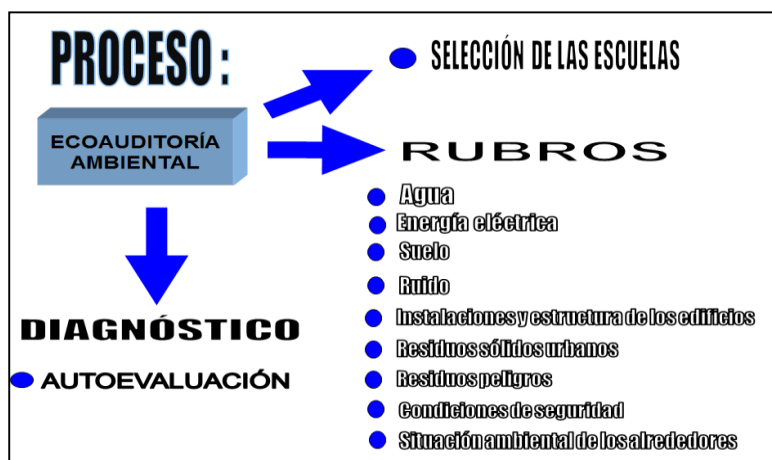 PROCESO :
SELECCIÓN DE LAS ESCUELAS
ECOAUDITORÍA
AMBIENTAL
RUBROS
Agua
Energía eléctrica
Suelo
Ruido
Instalaciones y estructura de los edificios
Residuos sólidos urbanos
Residuos peligros
Condiciones de seguridad
Situación ambiental de los alrededores
DIAGNÓSTICO
AUTOEVALUACIÓN